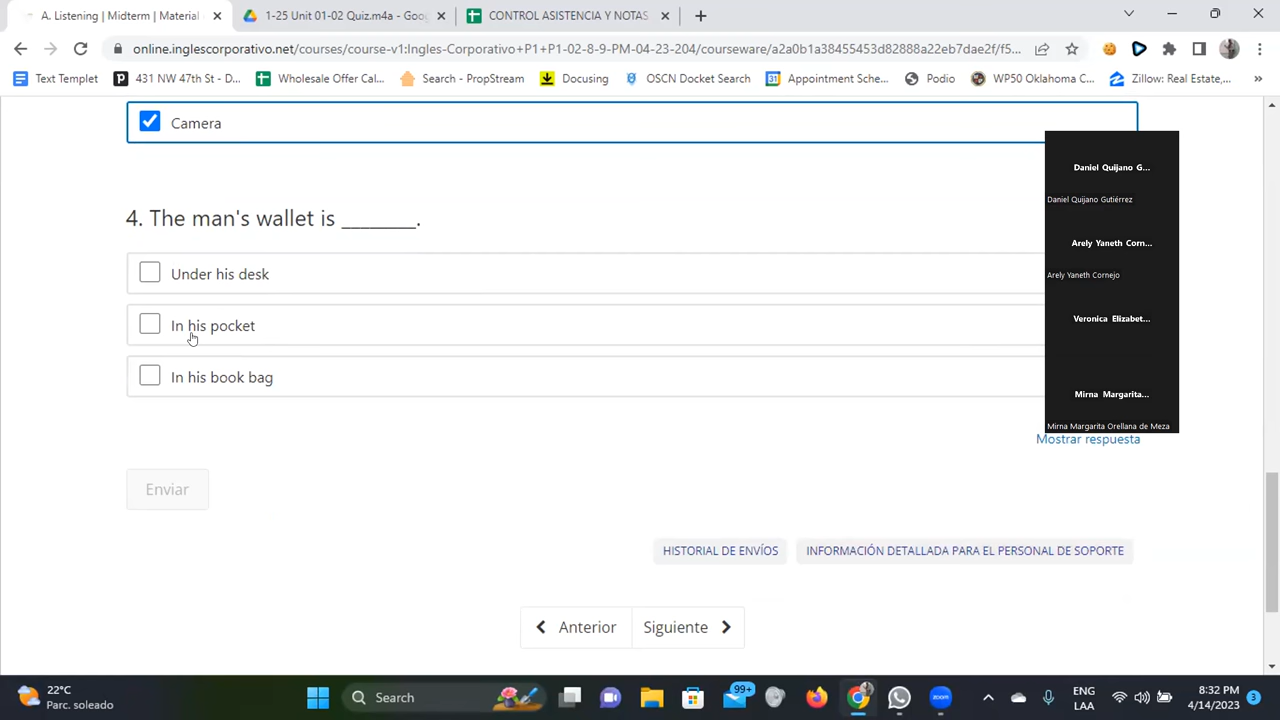 A. Listening | Midterm | Material
1-25 Unit 01-02 Quiz.m4a - Goo
CONTROL ASISTENCIA Y NOTAS
online.inglescorporativo.net/courses/course-v1:Ingles-Corporativo+P1+P1-02-8-9-PM-04-23-204/courseware/a2a0b1a38455453d82888a22eb7dae2f/f5...
Text Templet
431 NW 47th St - D...
Wholesale Offer Cal...
Search - PropStream
Docusing
OSCN Docket Search
Appointment Sche...
Podio
WP50 Oklahoma C...
Zillow: Real Estate,...
»
Camera
Daniel Quijano G...
Daniel Quijano Gutiérrez
4. The man's wallet is ________.
Arely Yaneth Corn...
Arely Yaneth Cornejo
Under his desk
In his pocket
Veronica Elizabet...
In his book bag
Mirna Margarita...
Mirna Margarita Orellana de Meza
Mostrar respuesta
Enviar
HISTORIAL DE ENVÍOS
INFORMACIÓN DETALLADA PARA EL PERSONAL DE SOPORTE
Anterior
Siguiente
22°C
Parc. soleado
Search
99+
ENG
LAA
8:32 PM
4/14/2023
3